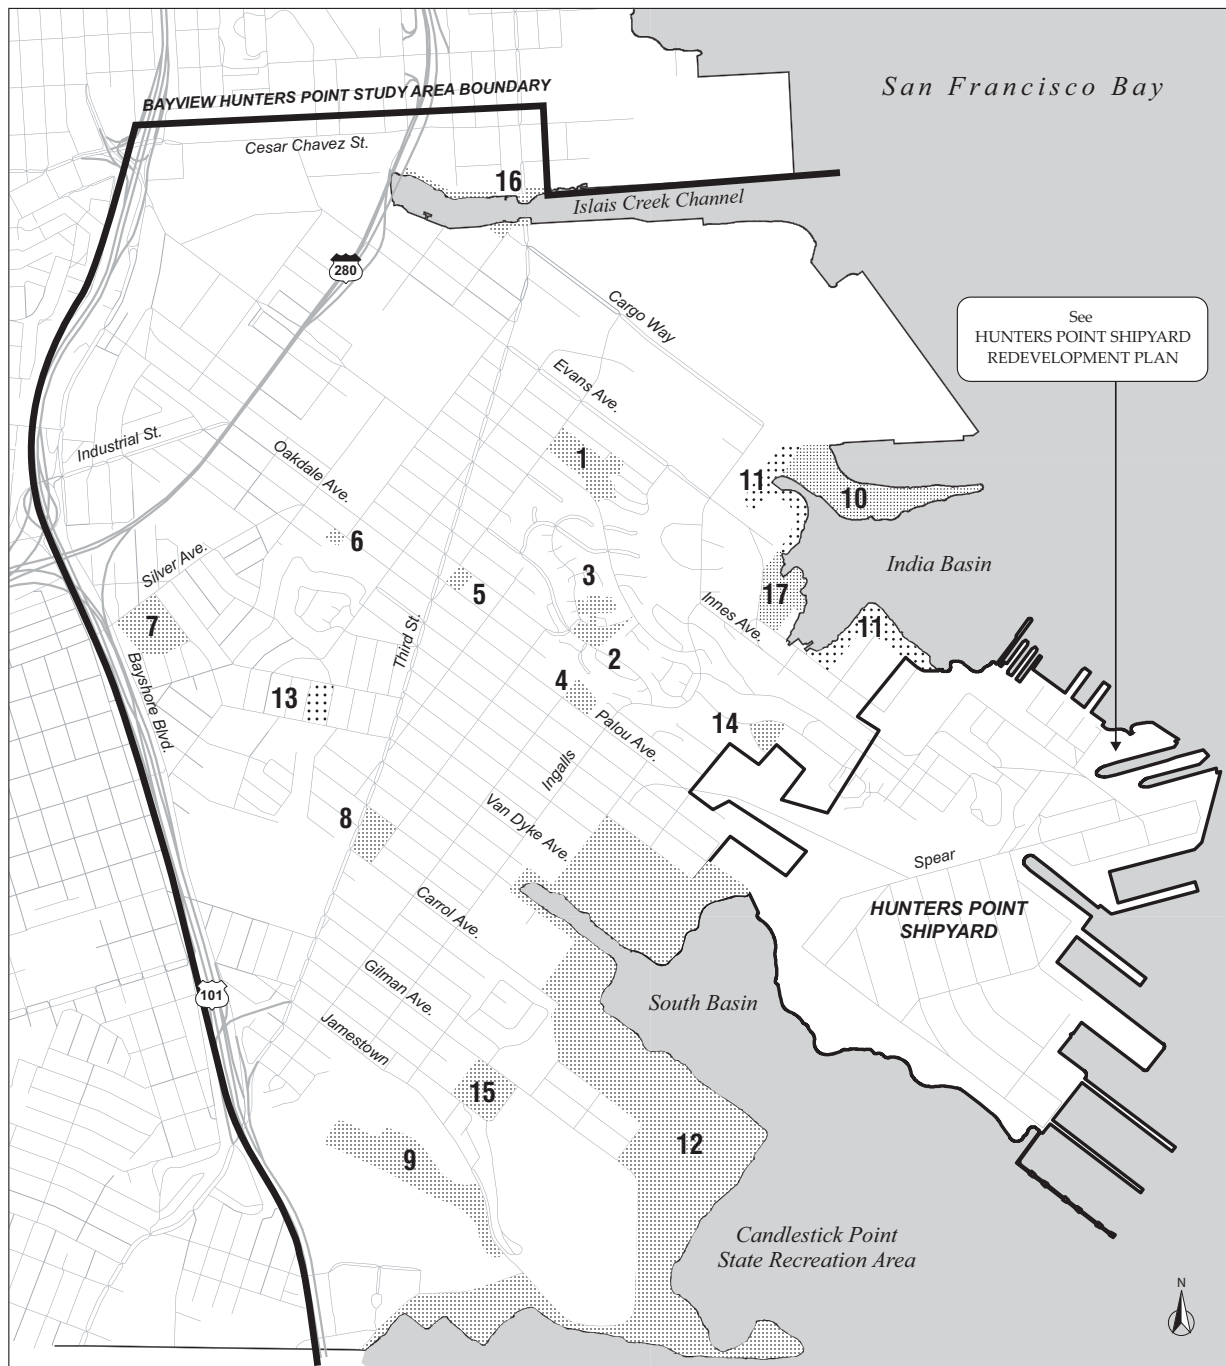 San Francisco Bay
BAYVIEW HUNTERS POINT STUDY AREA BOUNDARY
Cesar Chavez St.
16
Islais Creek Channel
280
Cargo Way
See
HUNTERS POINT SHIPYARD
REDEVELOPMENT PLAN
Evans Ave.
Industrial St.
Oakdale Ave.
1
11
10
6
Silver Ave.
India Basin
3
5
17
Innes Ave.
7
11
Third St.
2
4
Bayshore Blvd.
13
14
Palou Ave.
Ingalls
8
Van Dyke Ave.
Spear
Carrol Ave.
HUNTERS POINT
SHIPYARD
101
Gilman Ave.
South Basin
Jamestown
15
12
9
Candlestick Point
State Recreation Area
N